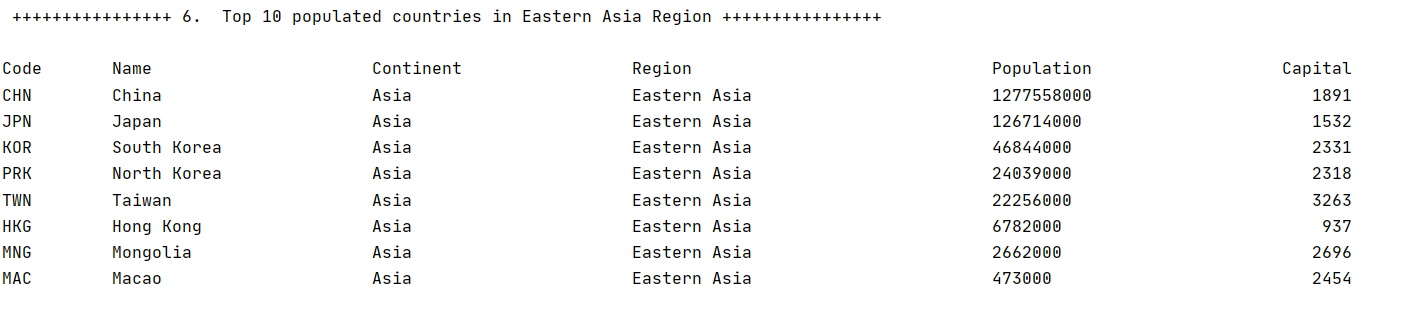 ++++++++++++++++ 6.  Top 10 populated countries in Eastern Asia Region ++++++++++++++++
Code       Name                      Continent                 Region                              Population                   Capital
CHN        China                     Asia                      Eastern Asia                        1277558000                      1891
JPN        Japan                     Asia                      Eastern Asia                        126714000                       1532
KOR        South Korea               Asia                      Eastern Asia                        46844000                        2331
PRK        North Korea               Asia                      Eastern Asia                        24039000                        2318
TWN        Taiwan                    Asia                      Eastern Asia                        22256000                        3263
HKG        Hong Kong                 Asia                      Eastern Asia                        6782000                          937
MNG        Mongolia                  Asia                      Eastern Asia                        2662000                         2696
MAC        Macao                     Asia                      Eastern Asia                        473000                          2454